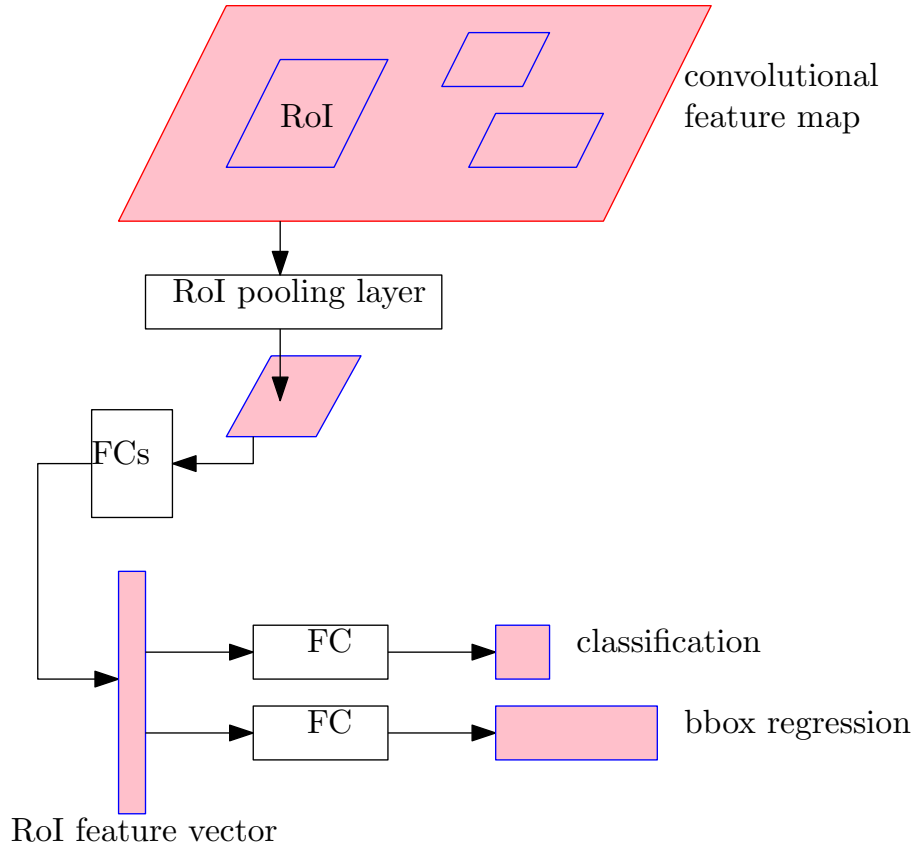 convolutional
feature map
RoI
RoI pooling layer
FCs
FC
classification
FC
bbox regression
RoI feature vector